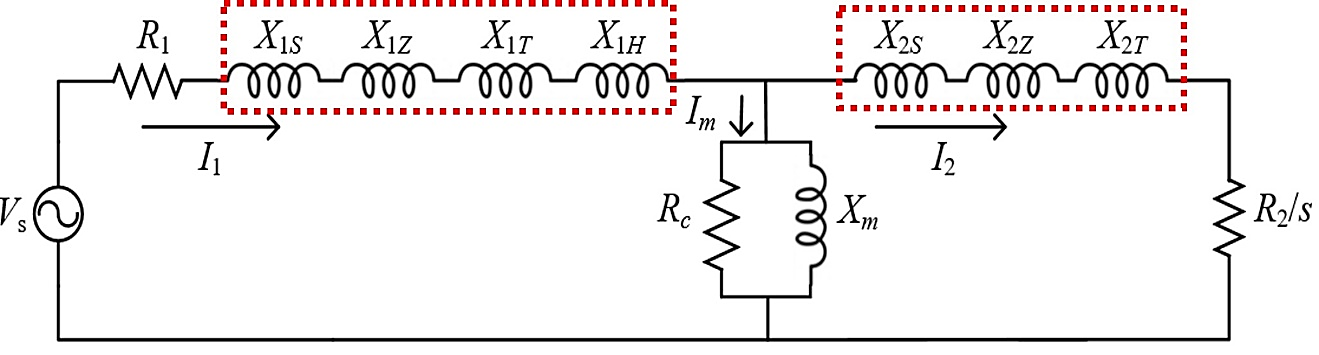 R1 X1S X1Z X1T X1H X2S X2Z X2T
Im
I1 I2
Vs Rc Xm R2/s